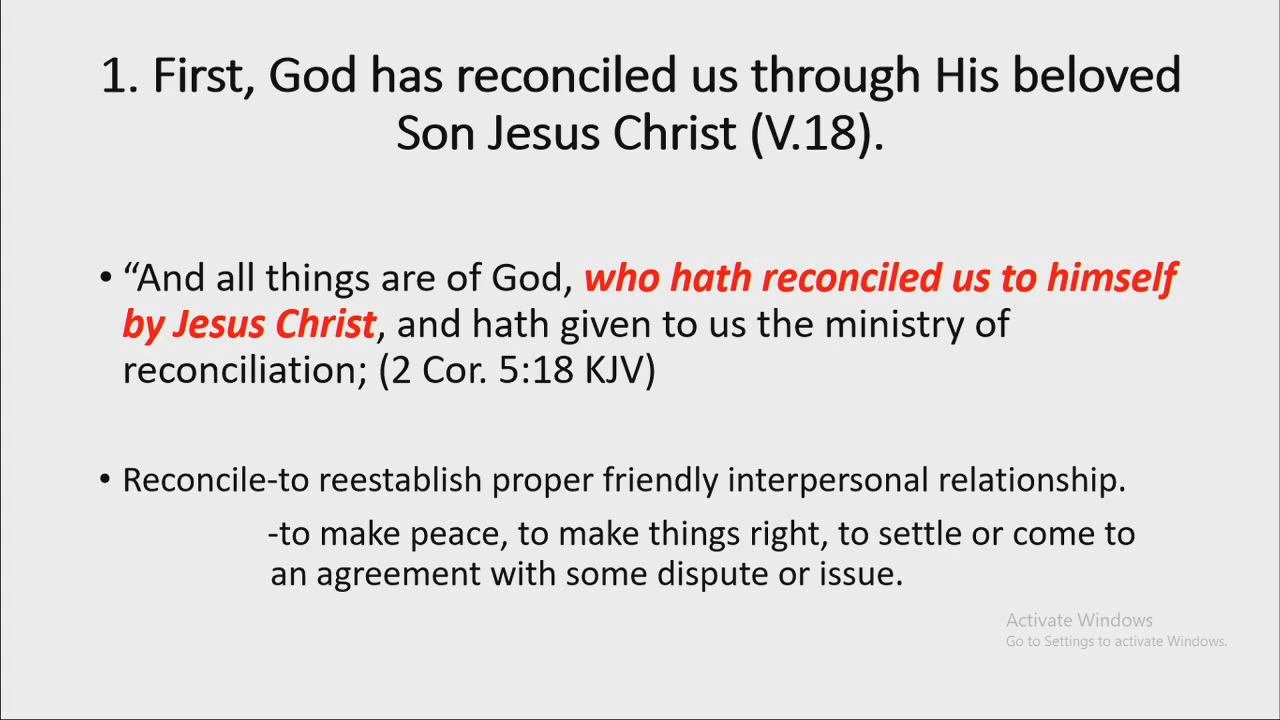 1. First, God has reconciled us through His beloved
Son Jesus Christ (V.18).
• “And all things are of God, who hath reconciled us to himself
by Jesus Christ, and hath given to us the ministry of
reconciliation; (2 Cor. 5:18 KJV)
• Reconcile-to reestablish proper friendly interpersonal relationship.
-to make peace, to make things right, to settle or come to
an agreement with some dispute or issue.
Activate Windows
Go to Settings to activate Windows.